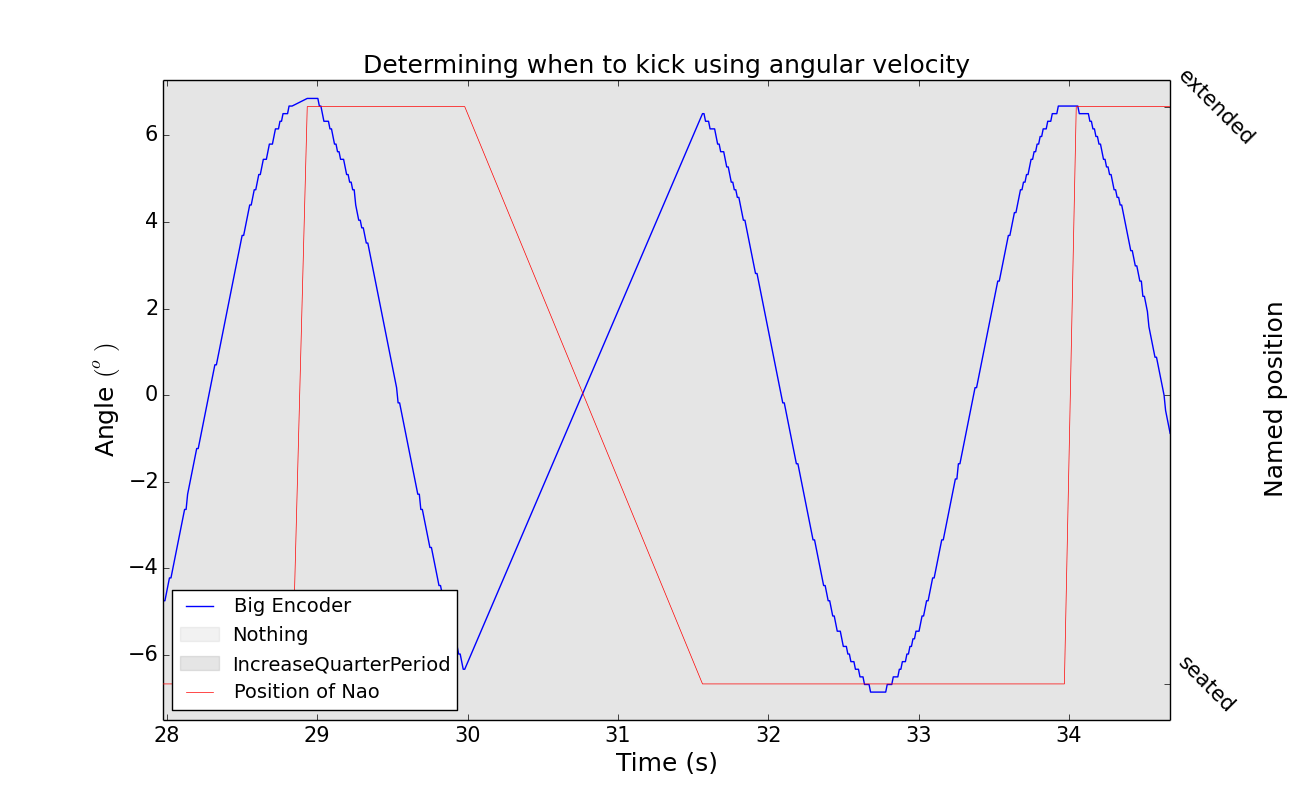 Determining when to kick using angular velocity
extended
6
4
2
0
−2
−4
−6
Angle (°)
Named position
seated
Big Encoder
Nothing
IncreaseQuarterPeriod
Position of Nao
28 29 30 31 32 33 34
Time (s)